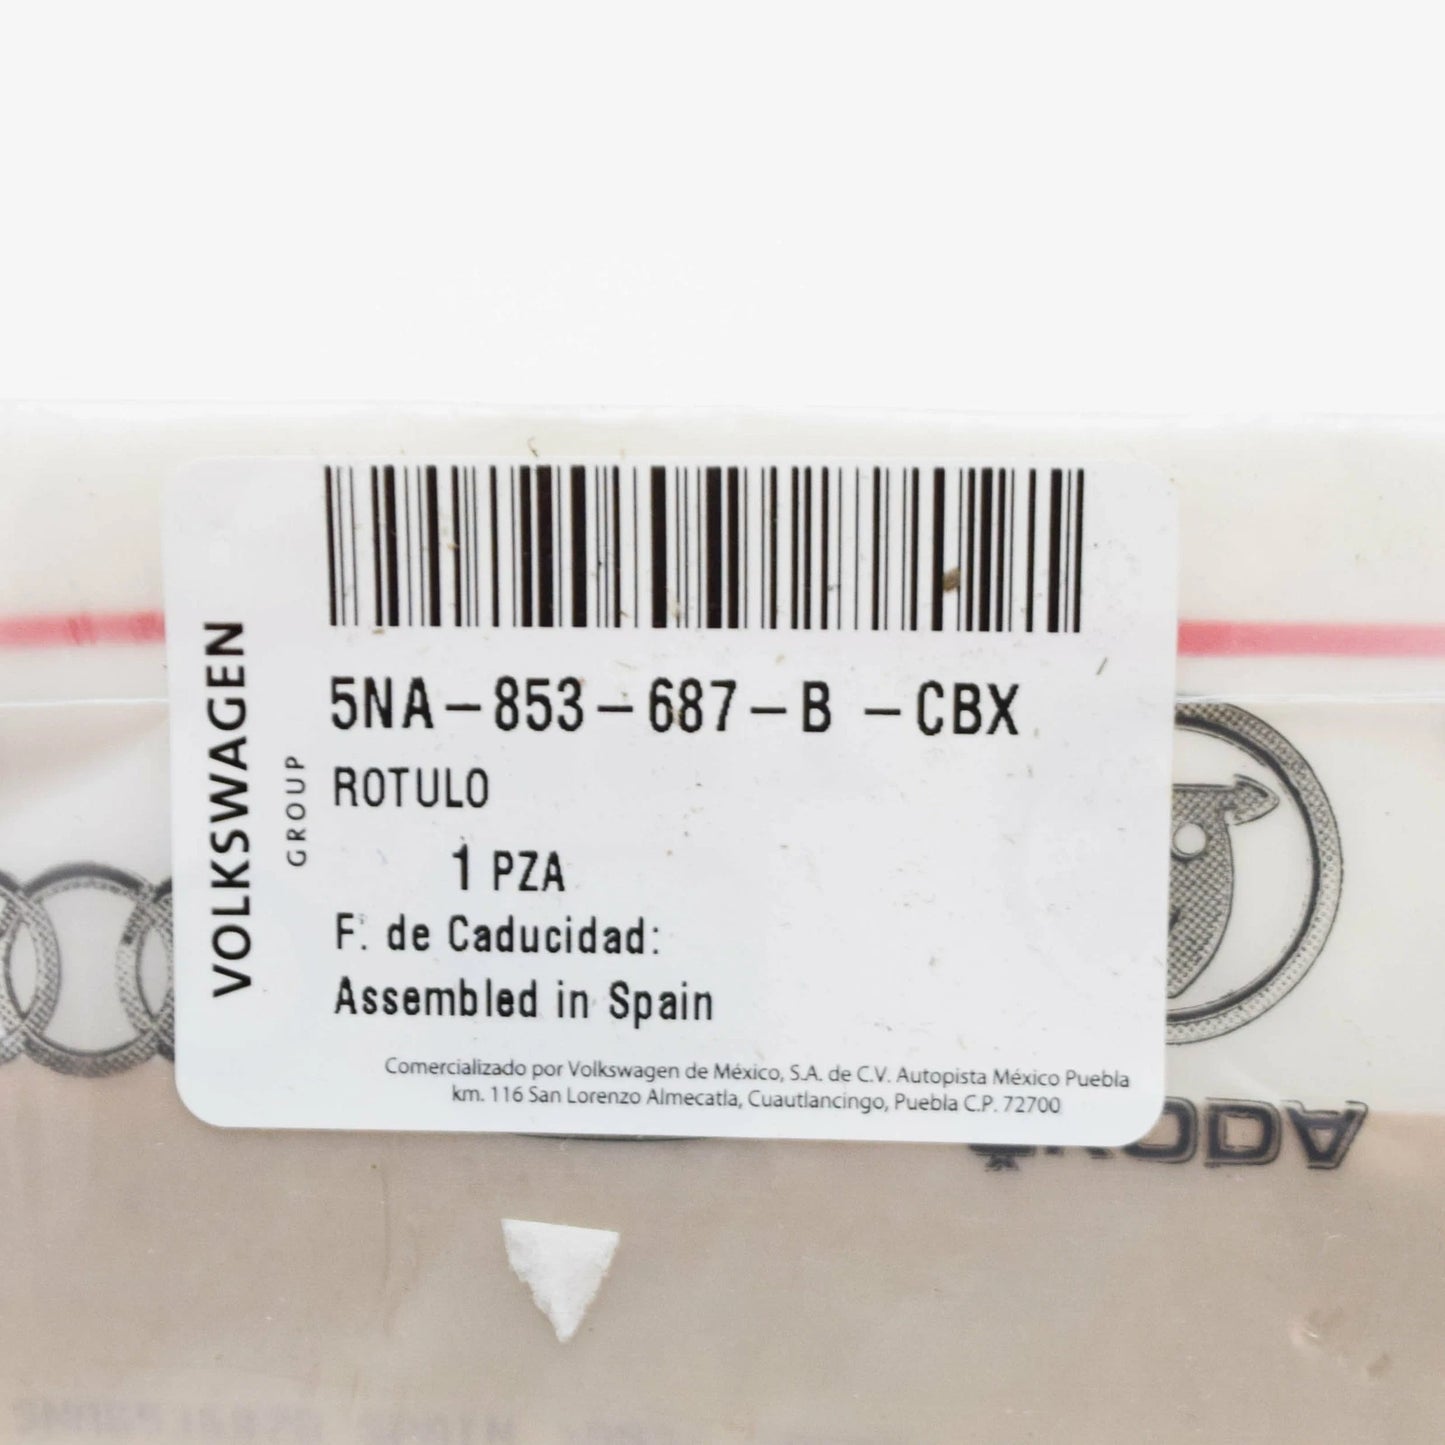 VOLKSWAGEN
GROUP
5NA-853-687-B -CBX
ROTULO
1 PZA
F. de Caducidad:
Assembled in Spain
Comercializado por Volkswagen de México, S.A. de C.V. Autopista México Puebla
km. 116 San Lorenzo Almecatla, Cuautlancingo, Puebla C.P. 72700
ŠKODA